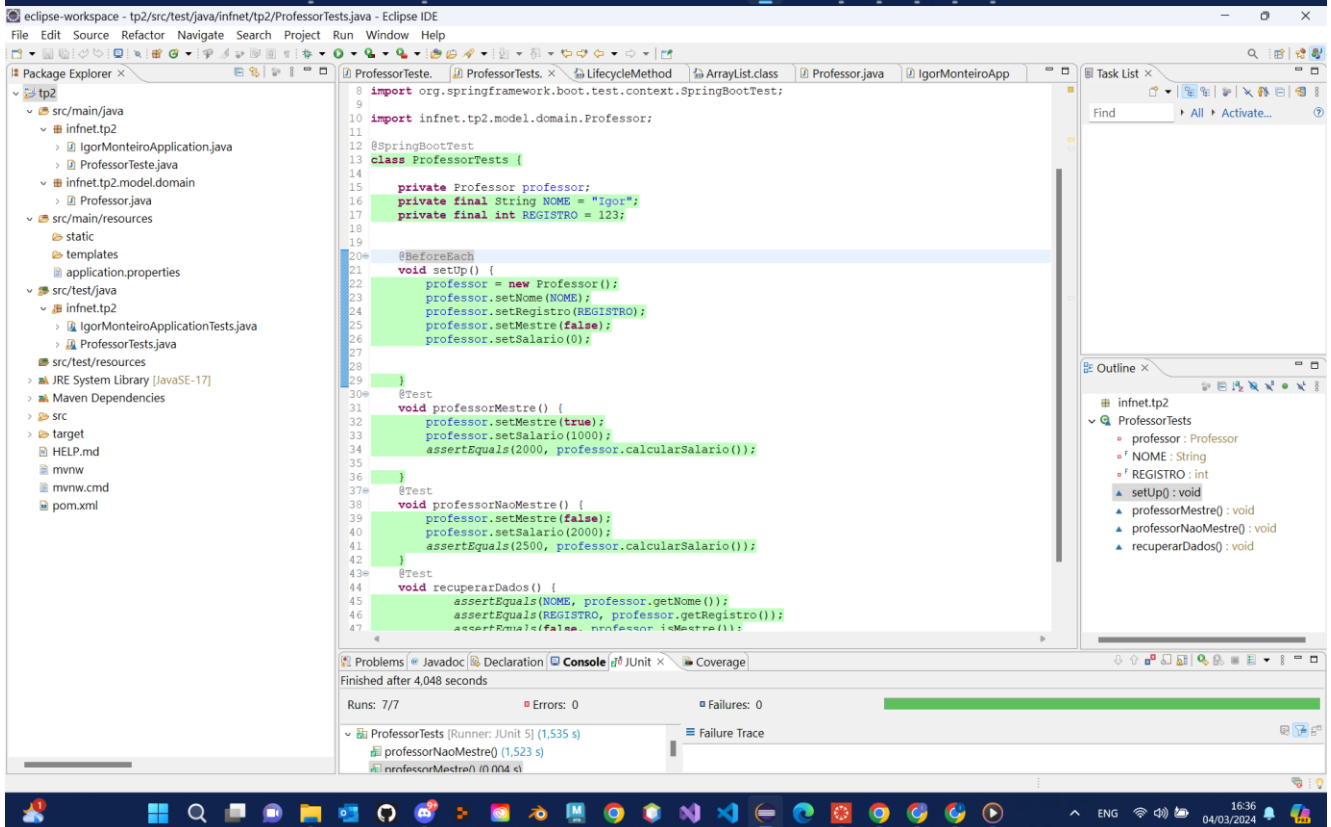 eclipse-workspace - tp2/src/test/java/infnet/tp2/ProfessorTests.java - Eclipse IDE
File Edit Source Refactor Navigate Search Project Run Window Help
Package Explorer
tp2
src/main/java
infnet.tp2
IgorMonteiroApplication.java
ProfessorTeste.java
infnet.tp2.model.domain
Professor.java
src/main/resources
static
templates
application.properties
src/test/java
infnet.tp2
IgorMonteiroApplicationTests.java
ProfessorTests.java
src/test/resources
JRE System Library [JavaSE-17]
Maven Dependencies
src
target
HELP.md
mvnw
mvnw.cmd
pom.xml
ProfessorTeste. ProfessorTests. LifecycleMethod ArrayList.class Professor.java IgorMonteiroApp
8 import org.springframework.boot.test.context.SpringBootTest;
9
10 import infnet.tp2.model.domain.Professor;
11
12 @SpringBootTest
13 class ProfessorTests {
14
15 private Professor professor;
16 private final String NOME = "Igor";
17 private final int REGISTRO = 123;
18
19
20 @BeforeEach
21 void setUp() {
22 professor = new Professor();
23 professor.setNome(NOME);
24 professor.setRegistro(REGISTRO);
25 professor.setMestre(false);
26 professor.setSalario(0);
27
28
29 }
30 @Test
31 void professorMestre() {
32 professor.setMestre(true);
33 professor.setSalario(1000);
34 assertEquals(2000, professor.calcularSalario());
35
36 }
37 @Test
38 void professorNaoMestre() {
39 professor.setMestre(false);
40 professor.setSalario(2000);
41 assertEquals(2500, professor.calcularSalario());
42 }
43 @Test
44 void recuperarDados() {
45 assertEquals(NOME, professor.getNome());
46 assertEquals(REGISTRO, professor.getRegistro());
47 assertEquals(false, professor.isMestre());
Task List
Find All Activate...
Outline
infnet.tp2
ProfessorTests
professor : Professor
NOME : String
REGISTRO : int
setUp() : void
professorMestre() : void
professorNaoMestre() : void
recuperarDados() : void
Problems Javadoc Declaration Console JUnit Coverage
Finished after 4,048 seconds
Runs: 7/7 Errors: 0 Failures: 0
ProfessorTests [Runner: JUnit 5] (1,535 s)
professorNaoMestre() (1,523 s)
professorMestre() (0,004 s)
Failure Trace
ENG
16:36
04/03/2024